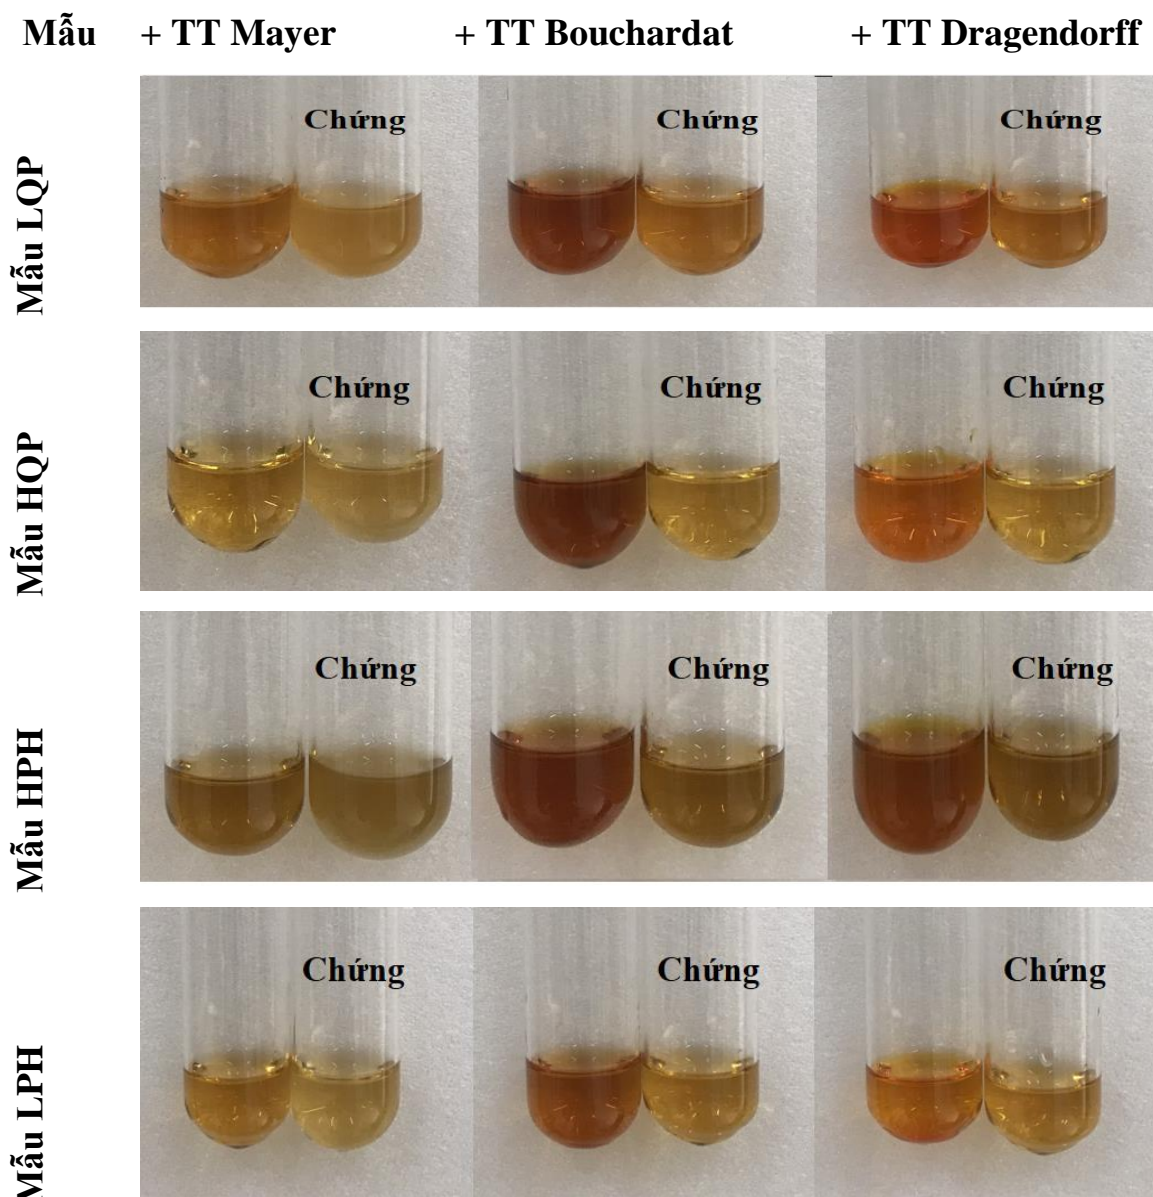 Mẫu + TT Mayer + TT Bouchardat + TT Dragendorff
Mẫu LQP
Chứng Chứng Chứng
Mẫu HQP
Chứng Chứng Chứng
Mẫu HPH
Chứng Chứng Chứng
Mẫu LPH
Chứng Chứng Chứng